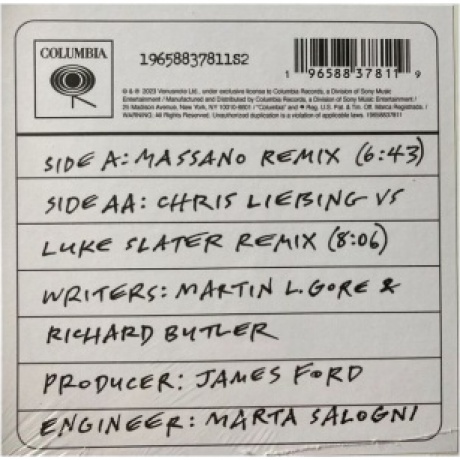 COLUMBIA
19658837811S2
1 96588 37811 9
℗ & © 2023 Venusnote Ltd., under exclusive license to Columbia Records, a Division of Sony Music
Entertainment / Manufactured and Distributed by Columbia Records, a Division of Sony Music Entertainment /
25 Madison Avenue, New York, NY 10010-8601 / "Columbia" and ® Reg. U.S. Pat. & Tm. Off. Marca Registrada. /
WARNING: All Rights Reserved. Unauthorized duplication is a violation of applicable laws. 19658837811
SIDE A: MASSANO REMIX (6:43)
SIDE AA: CHRIS LIEBING VS
LUKE SLATER REMIX (8:06)
WRITERS: MARTIN L. GORE &
RICHARD BUTLER
PRODUCER: JAMES FORD
ENGINEER: MARTA SALOGNI